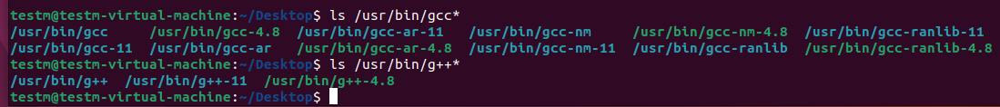 testm@testm-virtual-machine:~/Desktop$ ls /usr/bin/gcc*
/usr/bin/gcc /usr/bin/gcc-4.8 /usr/bin/gcc-ar-11 /usr/bin/gcc-nm /usr/bin/gcc-nm-4.8 /usr/bin/gcc-ranlib-11
/usr/bin/gcc-11 /usr/bin/gcc-ar /usr/bin/gcc-ar-4.8 /usr/bin/gcc-nm-11 /usr/bin/gcc-ranlib /usr/bin/gcc-ranlib-4.8
testm@testm-virtual-machine:~/Desktop$ ls /usr/bin/g++*
/usr/bin/g++ /usr/bin/g++-11 /usr/bin/g++-4.8
testm@testm-virtual-machine:~/Desktop$